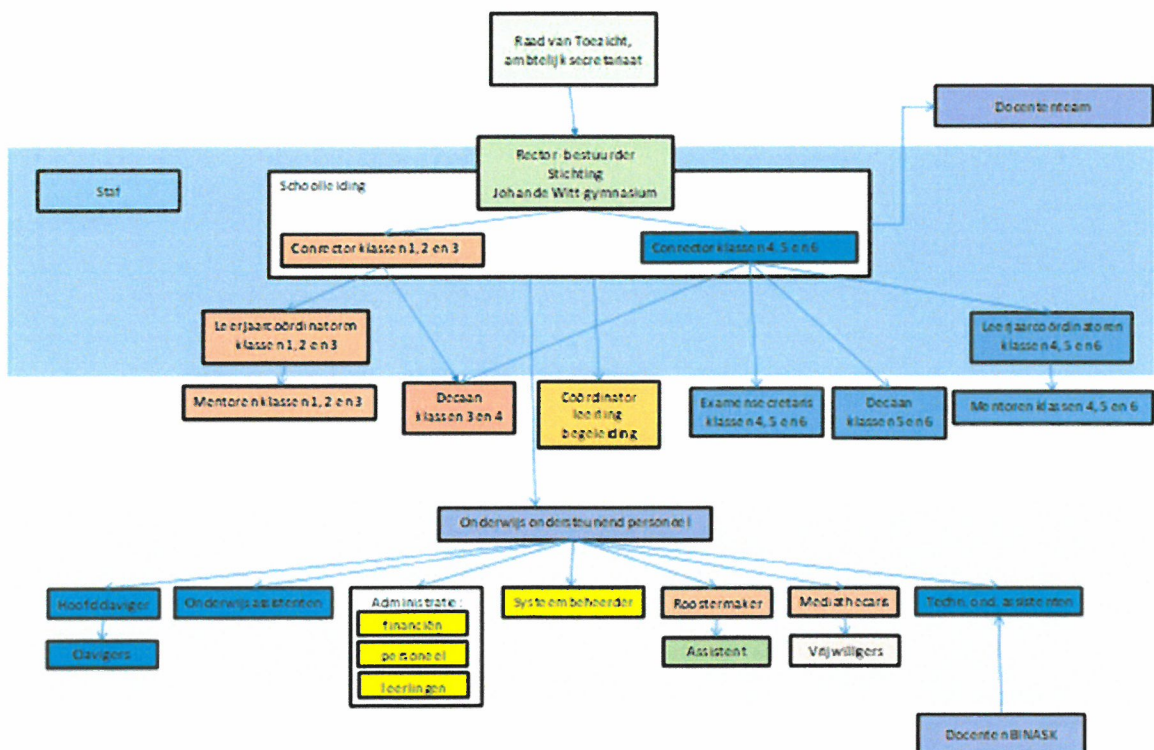 Raad van Toezicht,
ambtelijk secretariaat
Docententeam
Rector-bestuurder
Stichting
Johan de Witt-gymnasium
Staf
Schoolleiding
Conrector klassen 1, 2 en 3
Conrector klassen 4, 5 en 6
Leerjaarcoördinatoren
klassen 1, 2 en 3
Leerjaarcoördinatoren
klassen 4, 5 en 6
Mentoren klassen 1, 2 en 3
Decaan
klassen 3 en 4
Coördinator
leerling
begeleiding
Examensecretaris
klassen 4, 5 en 6
Decaan
klassen 5 en 6
Mentoren klassen 4, 5 en 6
Onderwijs ondersteunend personeel
Hoofdclaviger
Onderwijsassistenten
Administratie:
Systeembeheerder
Roostermaker
Mediathecaris
Techn. ond. assistenten
financiën
Clavigers
personeel
Assistent
Vrijwilligers
leerlingen
Docenten BINASK